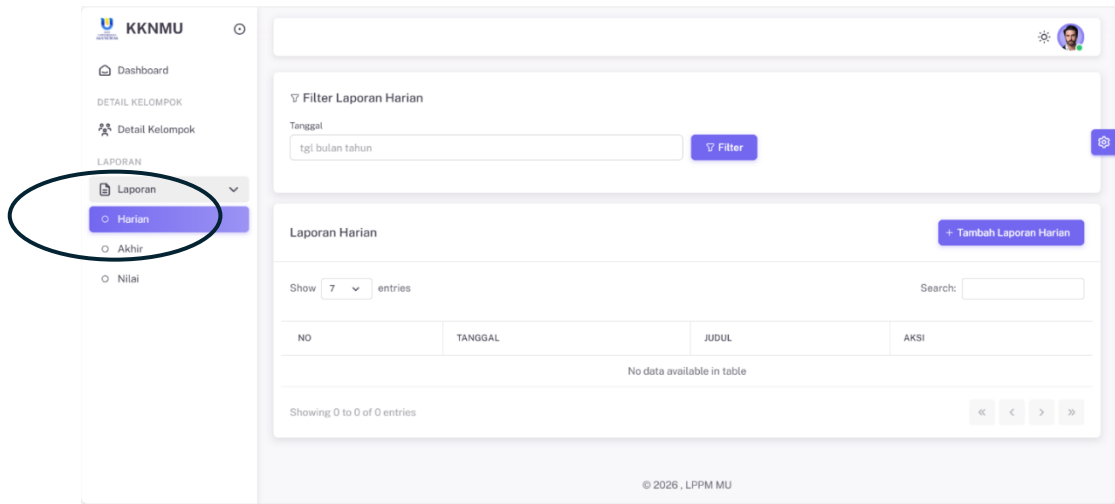 KKNMU
Dashboard
DETAIL KELOMPOK
Detail Kelompok
LAPORAN
Laporan
Harian
Akhir
Nilai
Filter Laporan Harian
Tanggal
tgl bulan tahun
Filter
Laporan Harian
+ Tambah Laporan Harian
Show 7 entries
Search:
NO TANGGAL JUDUL AKSI
No data available in table
Showing 0 to 0 of 0 entries
« < > »
© 2026 , LPPM MU